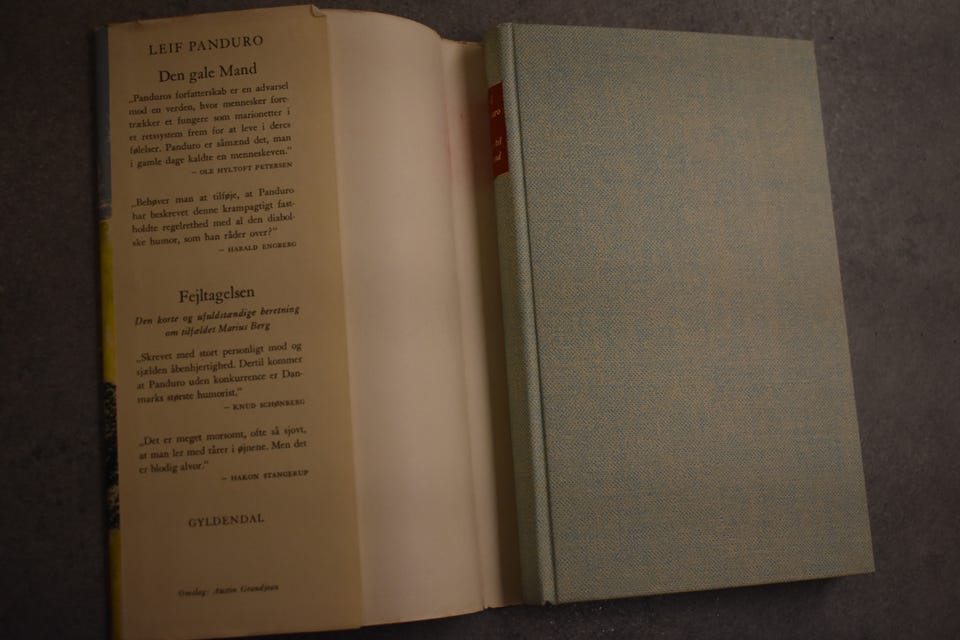 LEIF PANDURO
Den gale Mand
„Panduros forfatterskab er en advarsel
mod en verden, hvor mennesker fore-
trækker at fungere som marionetter i
et retssystem frem for at leve i deres
følelser. Panduro er såmænd det, man
i gamle dage kaldte en menneskeven.”
– OLE HYLTOFT PETERSEN
„Behøver man at tilføje, at Panduro
har beskrevet denne krampagtigt fast-
holdte regelrethed med al den diabol-
ske humor, som han råder over?”
– HARALD ENGBERG
Fejltagelsen
Den korte og ufuldstændige beretning
om tilfældet Marius Berg
„Skrevet med stort personligt mod og
sjælden åbenhjertighed. Dertil kommer
at Panduro uden konkurrence er Dan-
marks største humorist.”
– KNUD SCHØNBERG
„Det er meget morsomt, ofte så sjovt,
at man ler med tårer i øjnene. Men det
er blodig alvor.”
– HAKON STANGERUP
GYLDENDAL
Omslag: Austin Grandjean